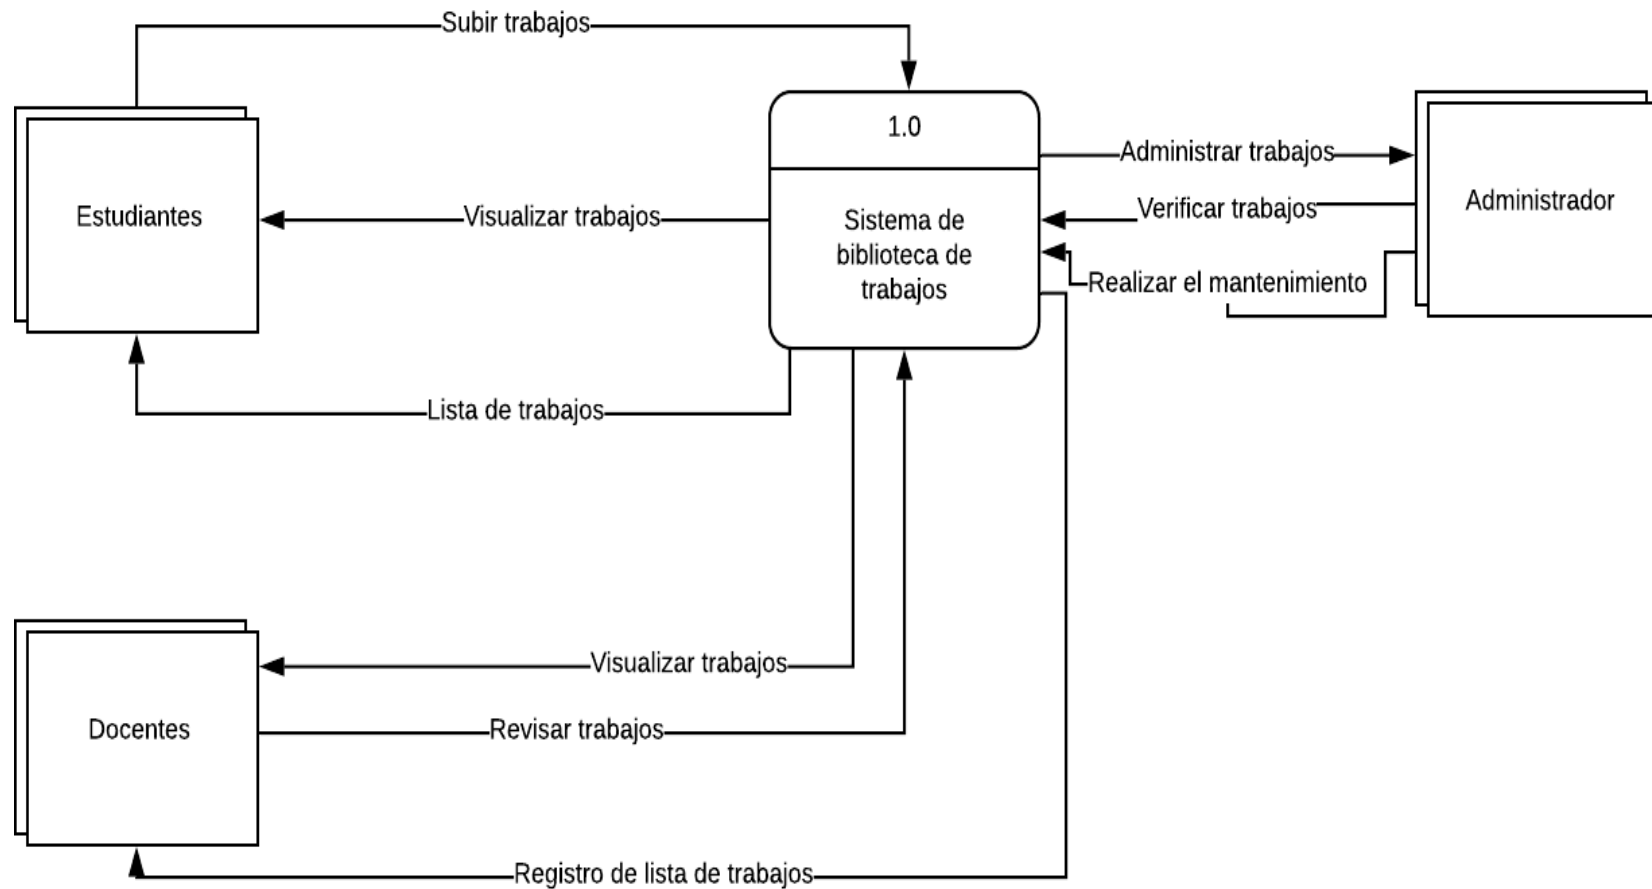 Subir trabajos
1.0
Administrar trabajos
Estudiantes
Visualizar trabajos
Sistema de
biblioteca de
trabajos
Verificar trabajos
Administrador
Realizar el mantenimiento
Lista de trabajos
Visualizar trabajos
Docentes
Revisar trabajos
Registro de lista de trabajos